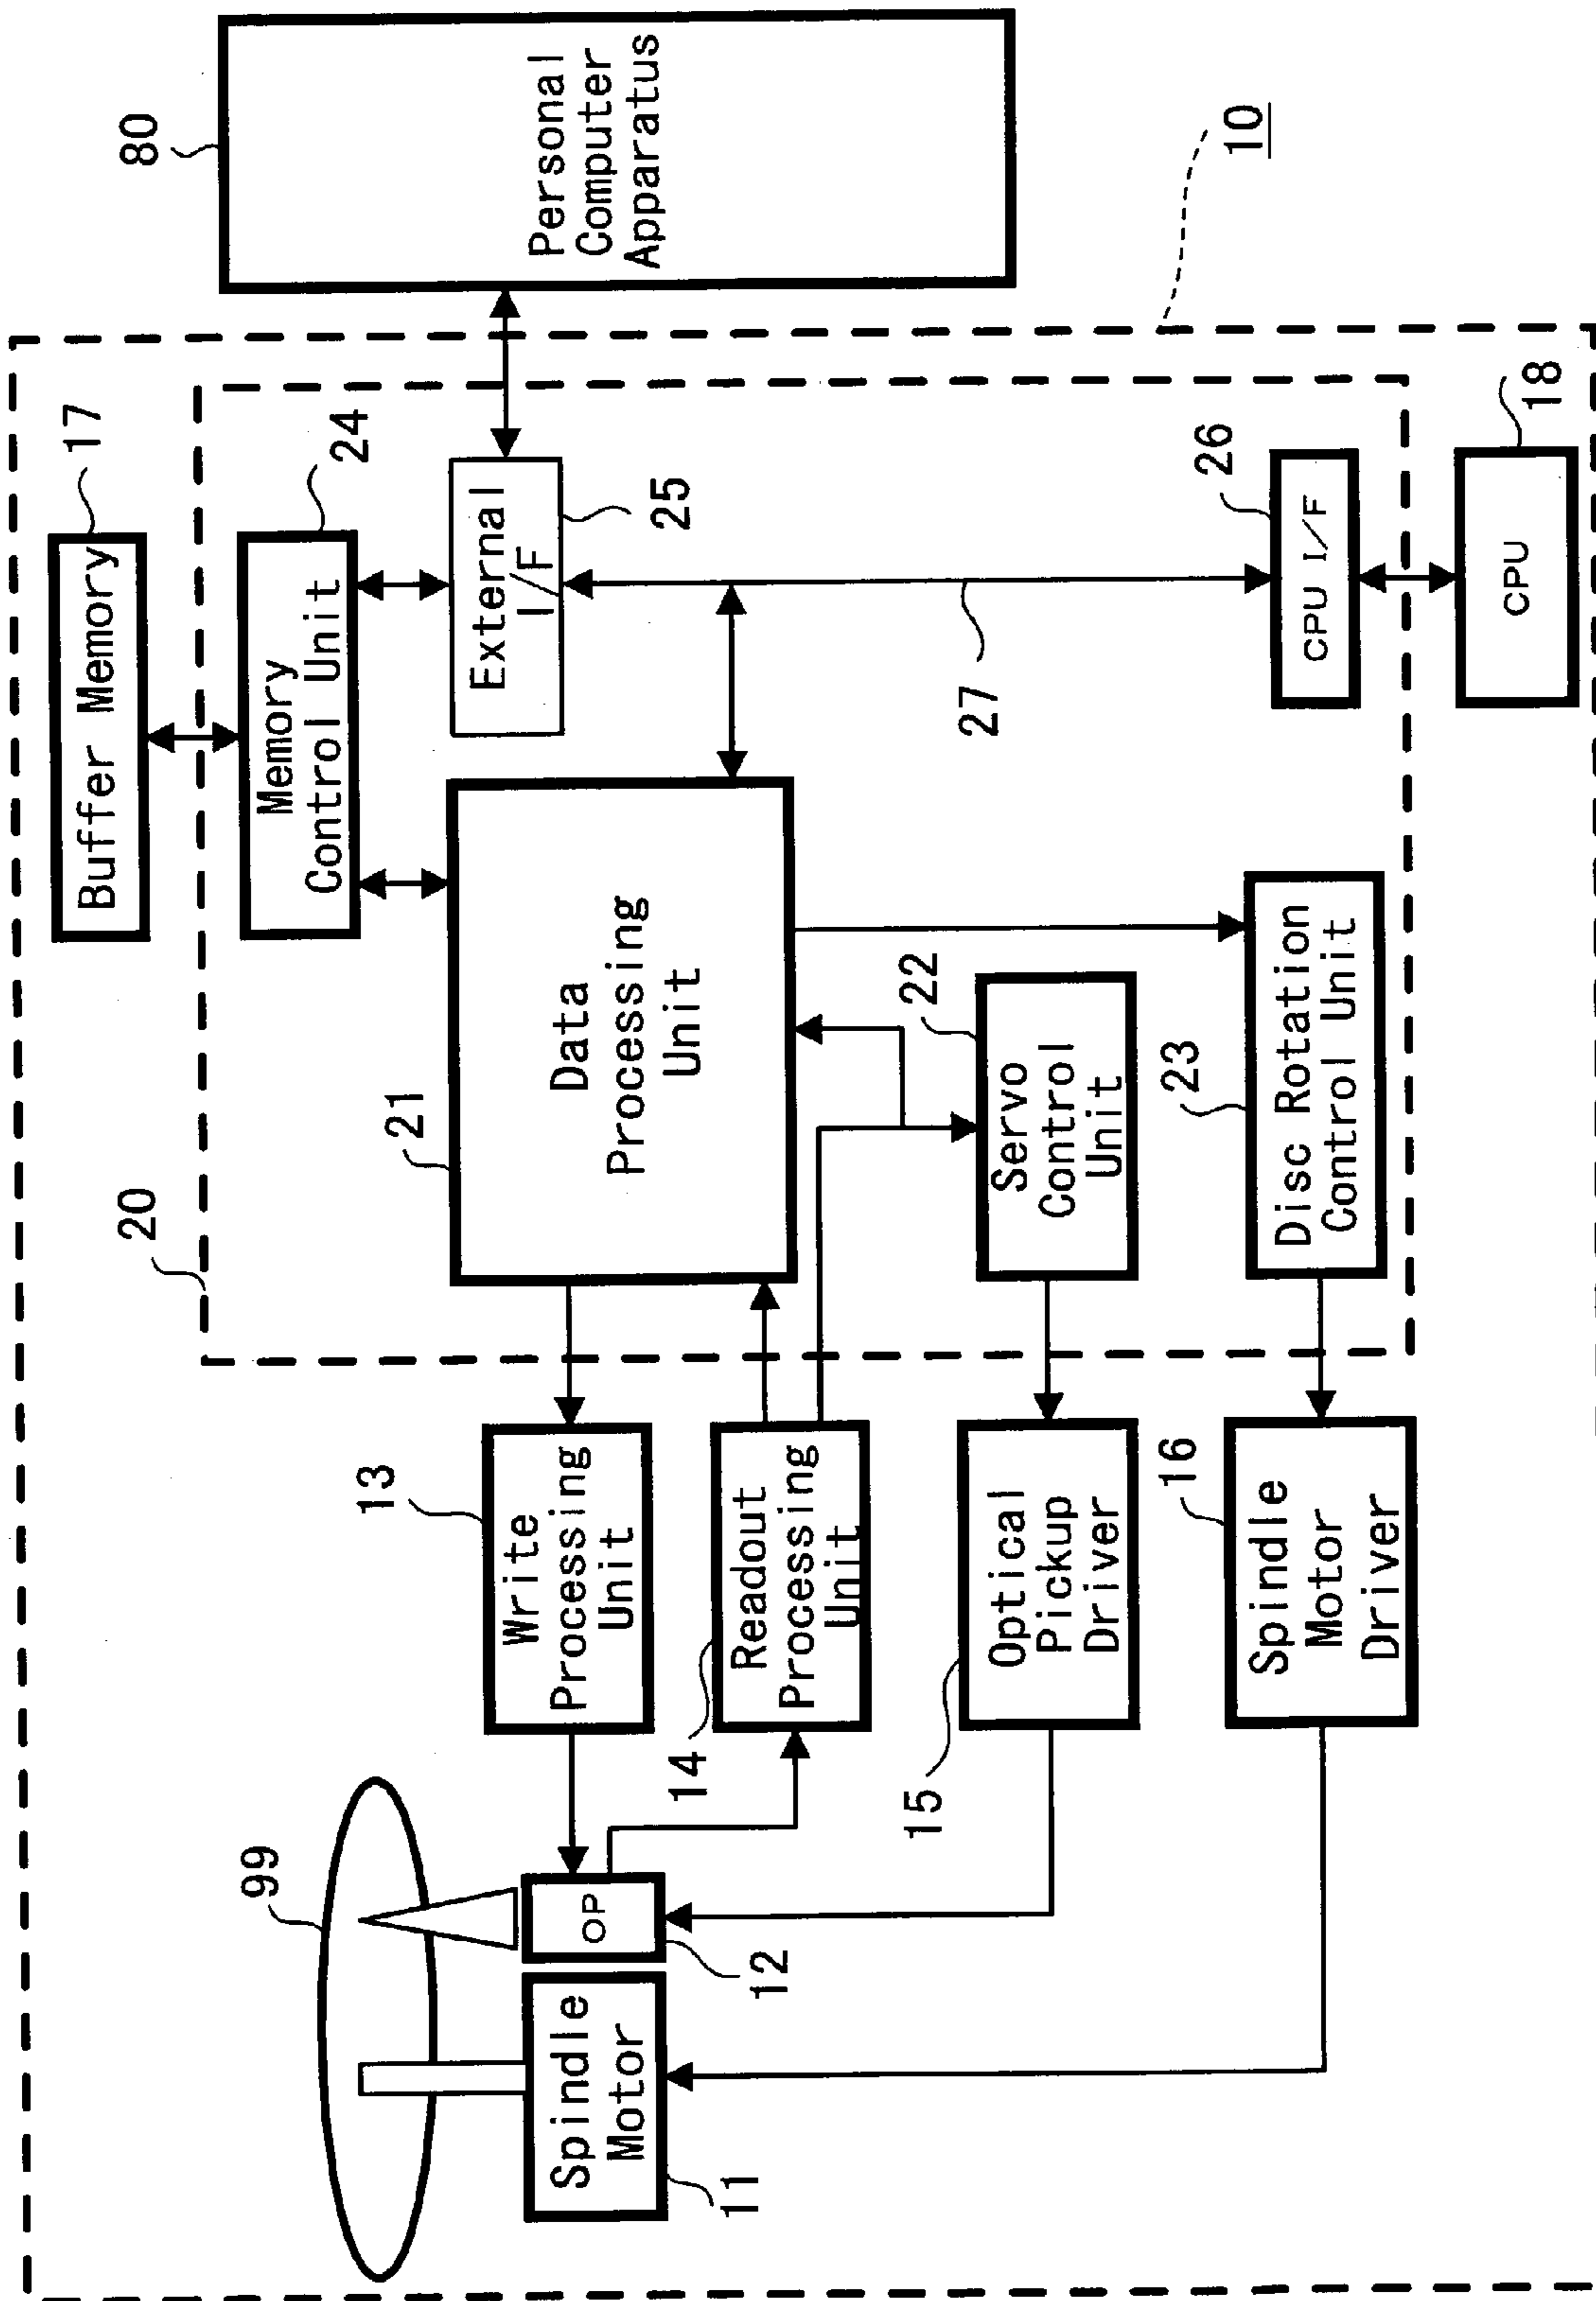 80
Personal
Computer
Apparatus
10
17
Buffer Memory
24
Memory
Control Unit
External
I/F
25
26
CPU I/F
18
CPU
27
20
21
Data
Processing
Unit
22
Servo
Control
Unit
23
Disc Rotation
Control Unit
13
Write
Processing
Unit
14
Readout
Processing
Unit
15
Optical
Pickup
Driver
16
Spindle
Motor
Driver
99
OP
12
Spindle
Motor
11